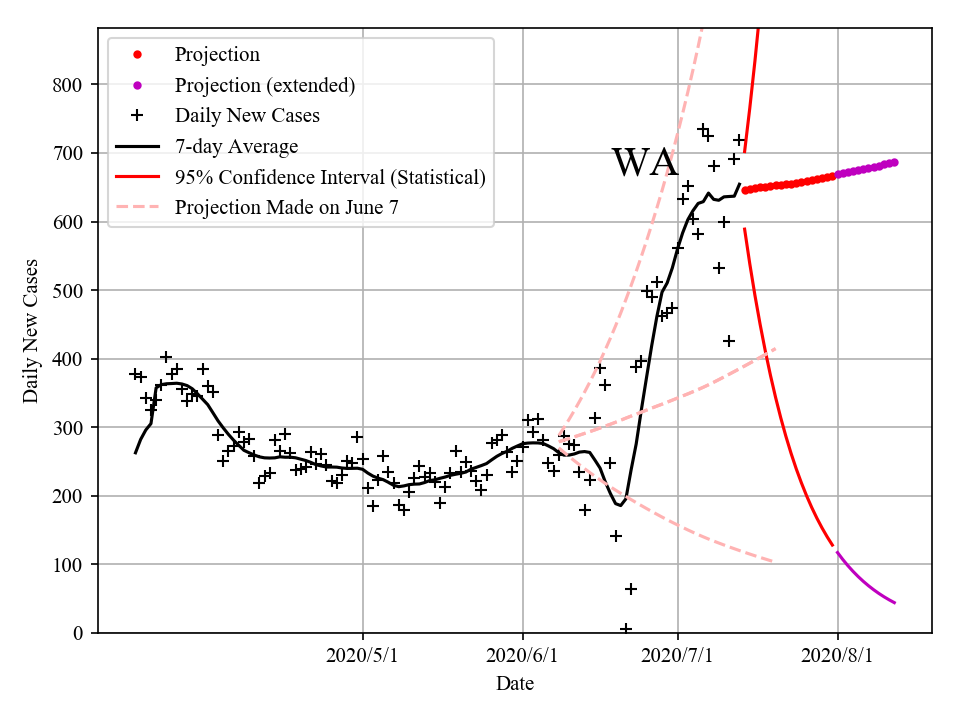 Projection
Projection (extended)
Daily New Cases
7-day Average
95% Confidence Interval (Statistical)
Projection Made on June 7
WA
800
700
600
500
400
300
200
100
0
Daily New Cases
2020/5/1
2020/6/1
2020/7/1
2020/8/1
Date